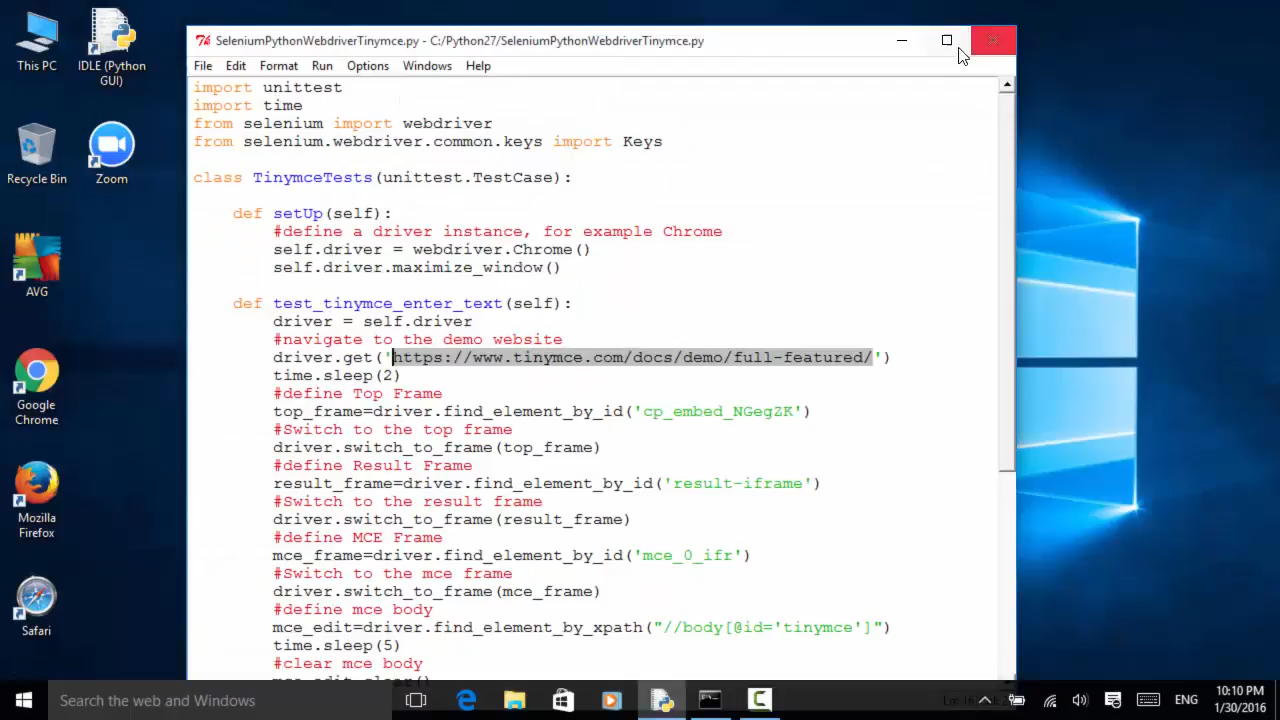 This PC
IDLE (Python GUI)
Recycle Bin
Zoom
AVG
Google Chrome
Mozilla Firefox
Safari
SeleniumPythonWebdriverTinymce.py - C:/Python27/SeleniumPythonWebdriverTinymce.py
File Edit Format Run Options Windows Help
import unittest
import time
from selenium import webdriver
from selenium.webdriver.common.keys import Keys
class TinymceTests(unittest.TestCase):
def setUp(self):
#define a driver instance, for example Chrome
self.driver = webdriver.Chrome()
self.driver.maximize_window()
def test_tinymce_enter_text(self):
driver = self.driver
#navigate to the demo website
driver.get('https://www.tinymce.com/docs/demo/full-featured/')
time.sleep(2)
#define Top Frame
top_frame=driver.find_element_by_id('cp_embed_NGegZK')
#Switch to the top frame
driver.switch_to_frame(top_frame)
#define Result Frame
result_frame=driver.find_element_by_id('result-iframe')
#Switch to the result frame
driver.switch_to_frame(result_frame)
#define MCE Frame
mce_frame=driver.find_element_by_id('mce_0_ifr')
#Switch to the mce frame
driver.switch_to_frame(mce_frame)
#define mce body
mce_edit=driver.find_element_by_xpath("//body[@id='tinymce']")
time.sleep(5)
#clear mce body
mce_edit.clear()
Search the web and Windows
ENG
10:10 PM
1/30/2016